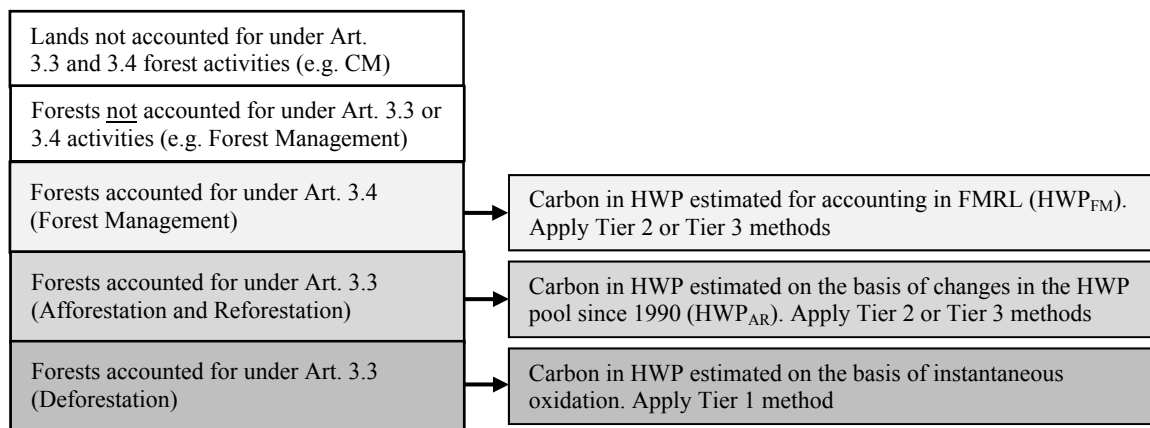 Lands not accounted for under Art.
3.3 and 3.4 forest activities (e.g. CM)
Forests not accounted for under Art. 3.3 or
3.4 activities (e.g. Forest Management)
Forests accounted for under Art. 3.4
(Forest Management)
Carbon in HWP estimated for accounting in FMRL (HWPFM).
Apply Tier 2 or Tier 3 methods
Forests accounted for under Art. 3.3
(Afforestation and Reforestation)
Carbon in HWP estimated on the basis of changes in the HWP
pool since 1990 (HWPAR). Apply Tier 2 or Tier 3 methods
Forests accounted for under Art. 3.3
(Deforestation)
Carbon in HWP estimated on the basis of instantaneous
oxidation. Apply Tier 1 method